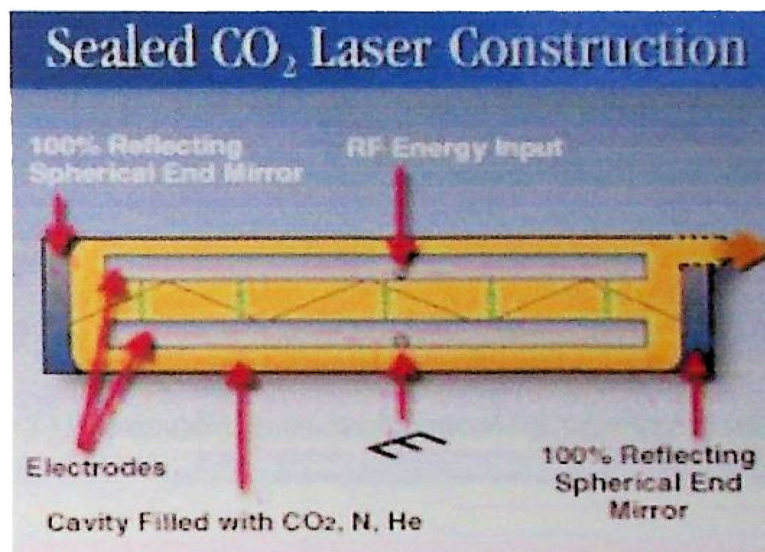 Sealed CO₂ Laser Construction
100% Reflecting
Spherical End Mirror
RF Energy Input
Electrodes
Cavity Filled with CO₂, N, He
100% Reflecting
Spherical End
Mirror